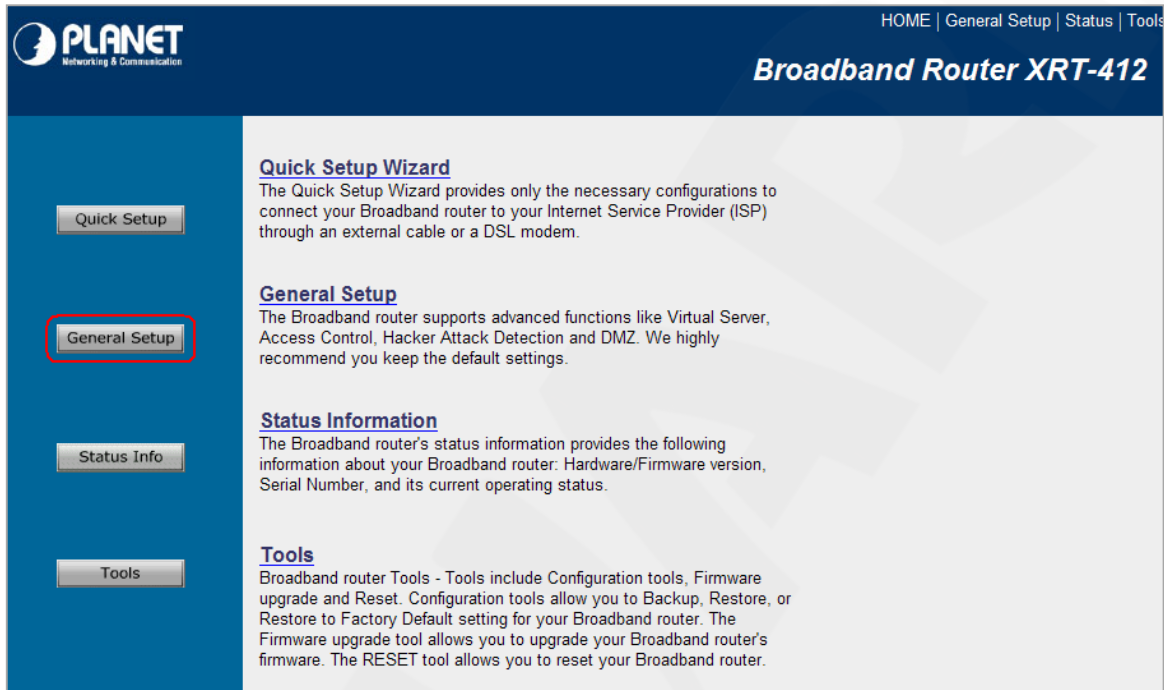 PLANET
Networking & Communication
HOME | General Setup | Status | Tools
Broadband Router XRT-412
Quick Setup
Quick Setup Wizard
The Quick Setup Wizard provides only the necessary configurations to
connect your Broadband router to your Internet Service Provider (ISP)
through an external cable or a DSL modem.
General Setup
General Setup
The Broadband router supports advanced functions like Virtual Server,
Access Control, Hacker Attack Detection and DMZ. We highly
recommend you keep the default settings.
Status Info
Status Information
The Broadband router's status information provides the following
information about your Broadband router: Hardware/Firmware version,
Serial Number, and its current operating status.
Tools
Tools
Broadband router Tools - Tools include Configuration tools, Firmware
upgrade and Reset. Configuration tools allow you to Backup, Restore, or
Restore to Factory Default setting for your Broadband router. The
Firmware upgrade tool allows you to upgrade your Broadband router's
firmware. The RESET tool allows you to reset your Broadband router.